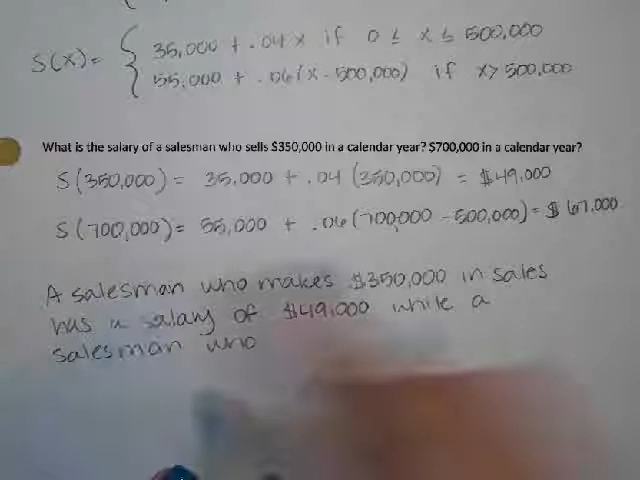 S(x) = { 35,000 + .04x if 0 ≤ x ≤ 500,000
55,000 + .06(x - 500,000) if x > 500,000
What is the salary of a salesman who sells $350,000 in a calendar year? $700,000 in a calendar year?
S(350,000) = 35,000 + .04 (350,000) = $49,000
S(700,000) = 55,000 + .06(700,000 - 500,000) = $67,000
A salesman who makes $350,000 in sales
has a salary of $49,000 while a
salesman who